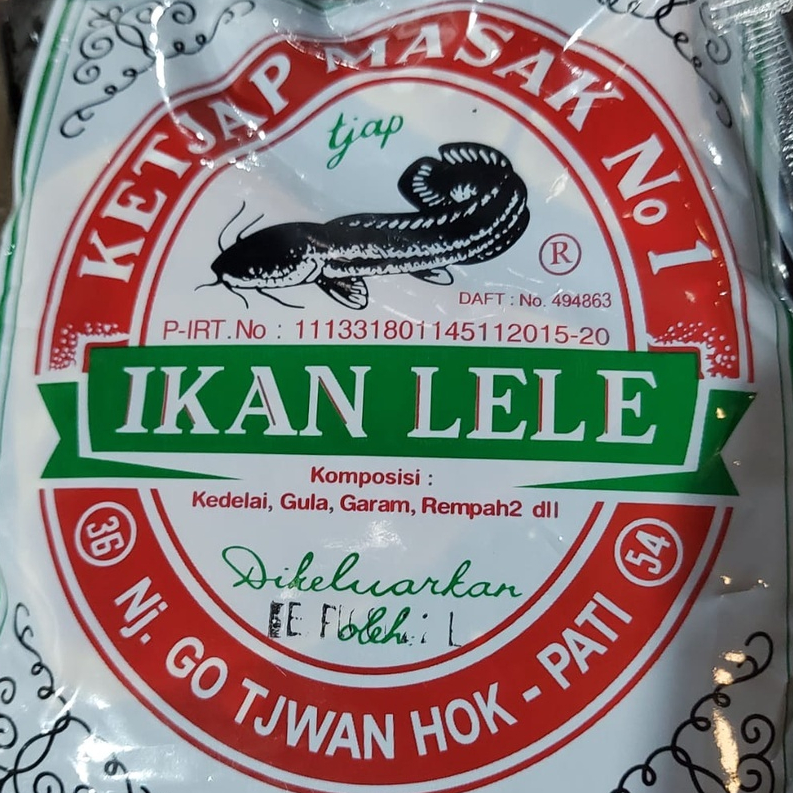 KETJAP MASAK No 1
tjap
R
DAFT : No. 494863
P-IRT.No : 111331801145112015-20
IKAN LELE
Komposisi :
Kedelai, Gula, Garam, Rempah2 dll
36
54
Dikeluarkan
oleh :
Nj. GO TJWAN HOK - PATI